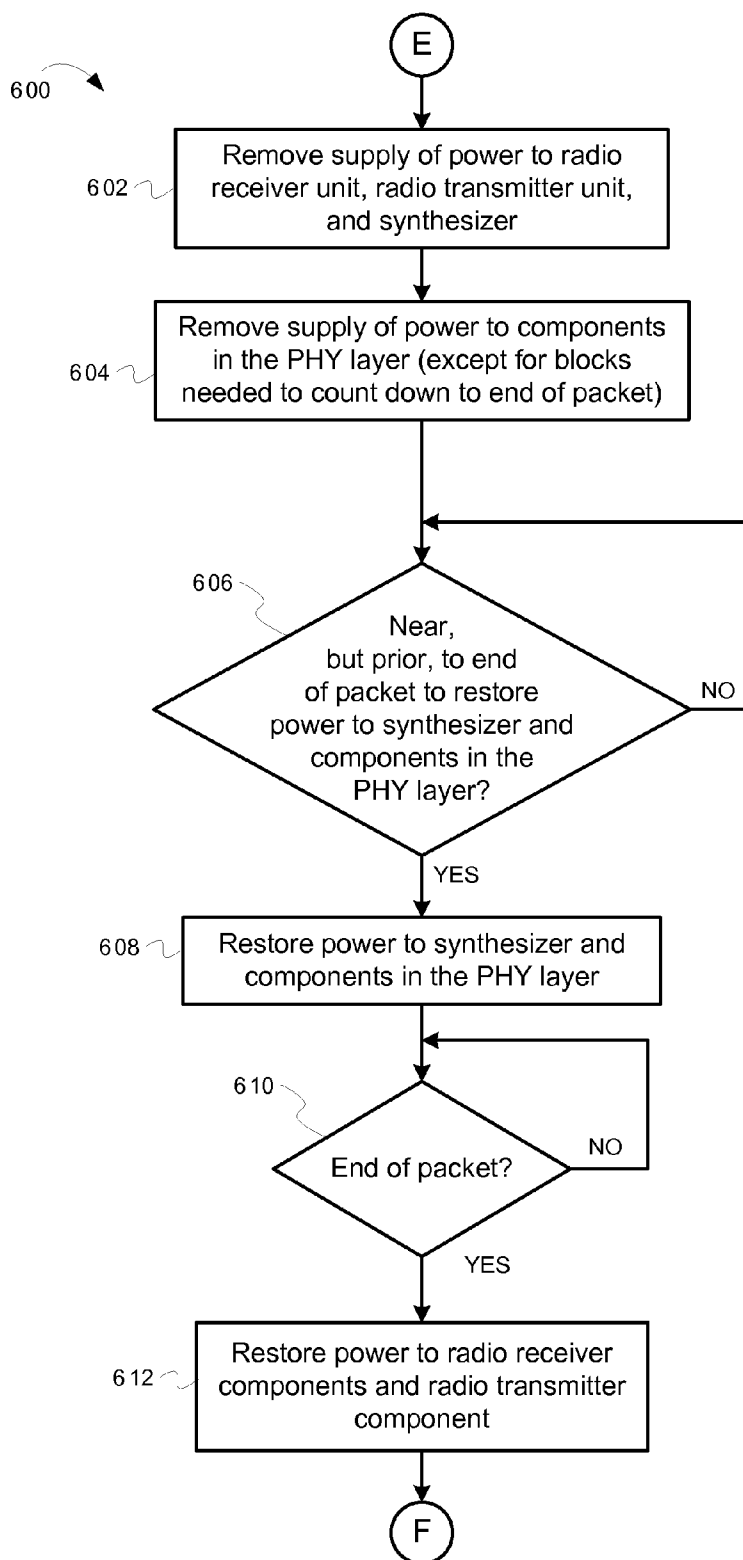 E
600
602
Remove supply of power to radio
receiver unit, radio transmitter unit,
and synthesizer
604
Remove supply of power to components
in the PHY layer (except for blocks
needed to count down to end of packet)
606
Near,
but prior, to end
of packet to restore
power to synthesizer and
components in the
PHY layer?
NO
YES
608
Restore power to synthesizer and
components in the PHY layer
610
End of packet?
NO
YES
612
Restore power to radio receiver
components and radio transmitter
component
F